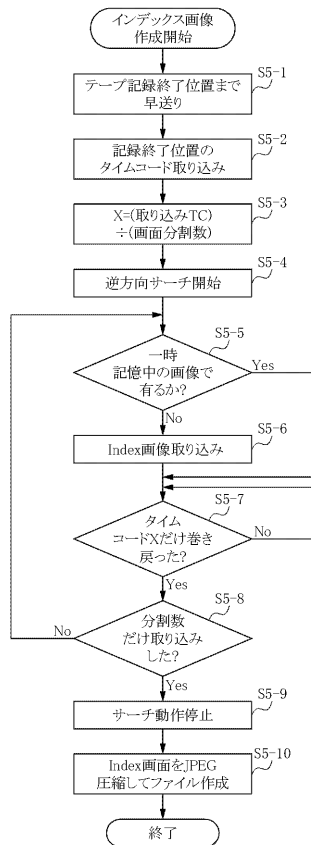 インデックス画像
作成開始
S5-1
テープ記録終了位置まで
早送り
S5-2
記録終了位置の
タイムコード取り込み
S5-3
X=(取り込みTC)
÷(画面分割数)
S5-4
逆方向サーチ開始
S5-5
一時
記憶中の画像で
有るか?
Yes
No
S5-6
Index画像取り込み
S5-7
タイム
コードXだけ巻き
戻った?
No
Yes
S5-8
分割数
だけ取り込み
した?
No
Yes
S5-9
サーチ動作停止
S5-10
Index画面をJPEG
圧縮してファイル作成
終了